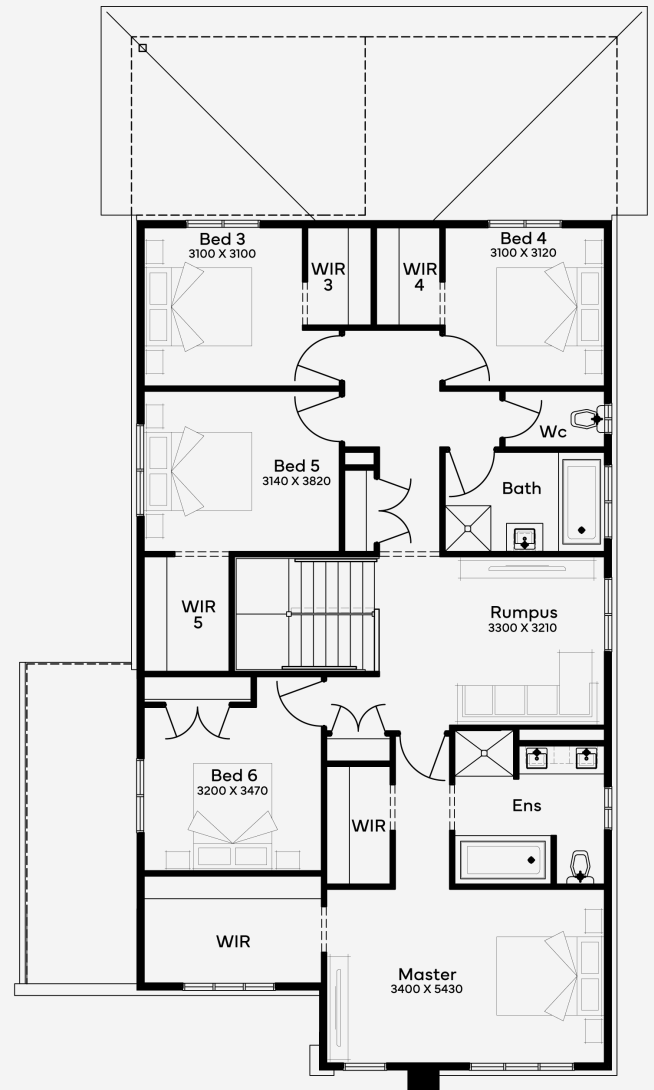 Bed 3
3100 X 3100
WIR
3
WIR
4
Bed 4
3100 X 3120
Wc
Bed 5
3140 X 3820
Bath
WIR
5
Rumpus
3300 X 3210
Bed 6
3200 X 3470
WIR
Ens
WIR
Master
3400 X 5430